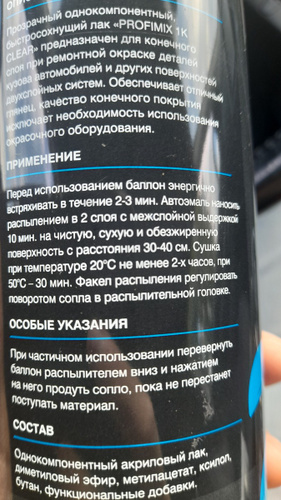 Прозрачный однокомпонентный,
быстросохнущий лак «PROFIMIX 1K
CLEAR» предназначен для конечного
слоя при ремонтной окраске деталей
кузова автомобилей и других поверхностей
двухслойных систем. Обеспечивает отличный
глянец, качество конечного покрытия
исключает необходимость использования
окрасочного оборудования.
ПРИМЕНЕНИЕ
Перед использованием баллон энергично
встряхивать в течение 2-3 мин. Автоэмаль наносить
распылением в 2 слоя с межслойной выдержкой
10 мин. на чистую, сухую и обезжиренную
поверхность с расстояния 30-40 см. Сушка
при температуре 20°С не менее 2-х часов, при
50°С – 30 мин. Факел распыления регулировать
поворотом сопла в распылительной головке.
ОСОБЫЕ УКАЗАНИЯ
При частичном использовании перевернуть
баллон распылителем вниз и нажатием
на него продуть сопло, пока не перестанет
поступать материал.
СОСТАВ
Однокомпонентный акриловый лак,
диметиловый эфир, метилацетат, ксилол,
бутан, функциональные добавки.